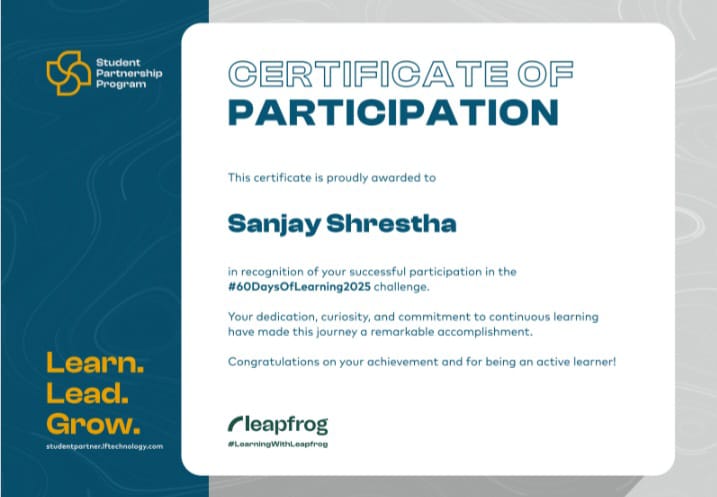 Student
Partnership
Program
CERTIFICATE OF
PARTICIPATION
This certificate is proudly awarded to
Sanjay Shrestha
in recognition of your successful participation in the
#60DaysOfLearning2025 challenge.
Your dedication, curiosity, and commitment to continuous learning
have made this journey a remarkable accomplishment.
Congratulations on your achievement and for being an active learner!
Learn.
Lead.
Grow.
studentpartner.lftechnology.com
leapfrog
#LearningWithLeapfrog